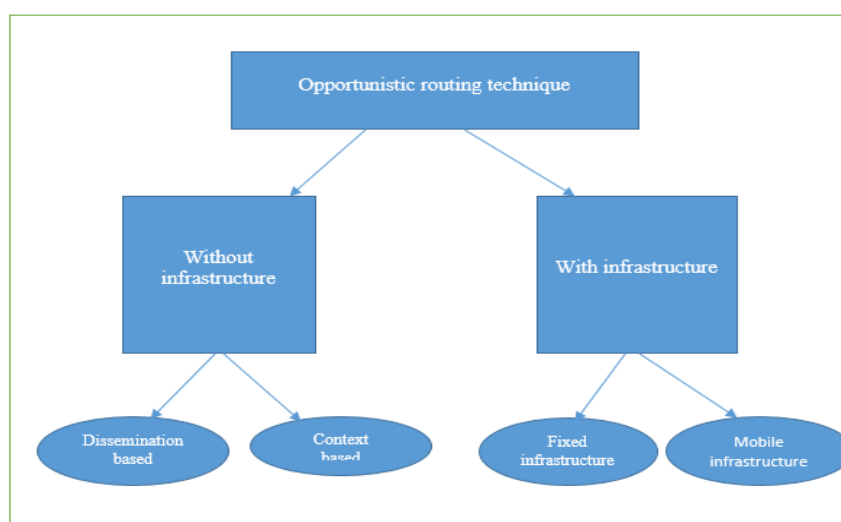 Opportunistic routing technique
Without
infrastructure
With infrastructure
Dissemination
based
Context
based
Fixed
infrastructure
Mobile
infrastructure